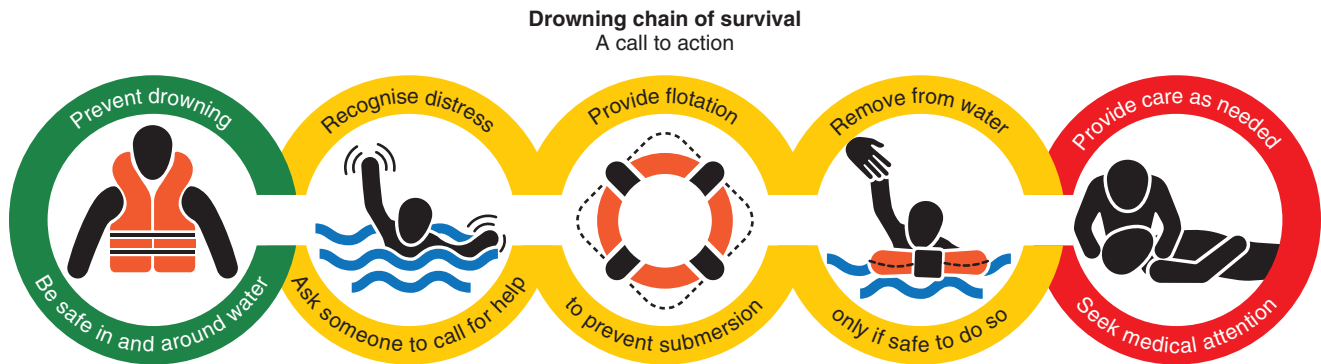 Drowning chain of survival
A call to action
Prevent drowning
Be safe in and around water
Recognise distress
Ask someone to call for help
Provide flotation
to prevent submersion
Remove from water
only if safe to do so
Provide care as needed
Seek medical attention